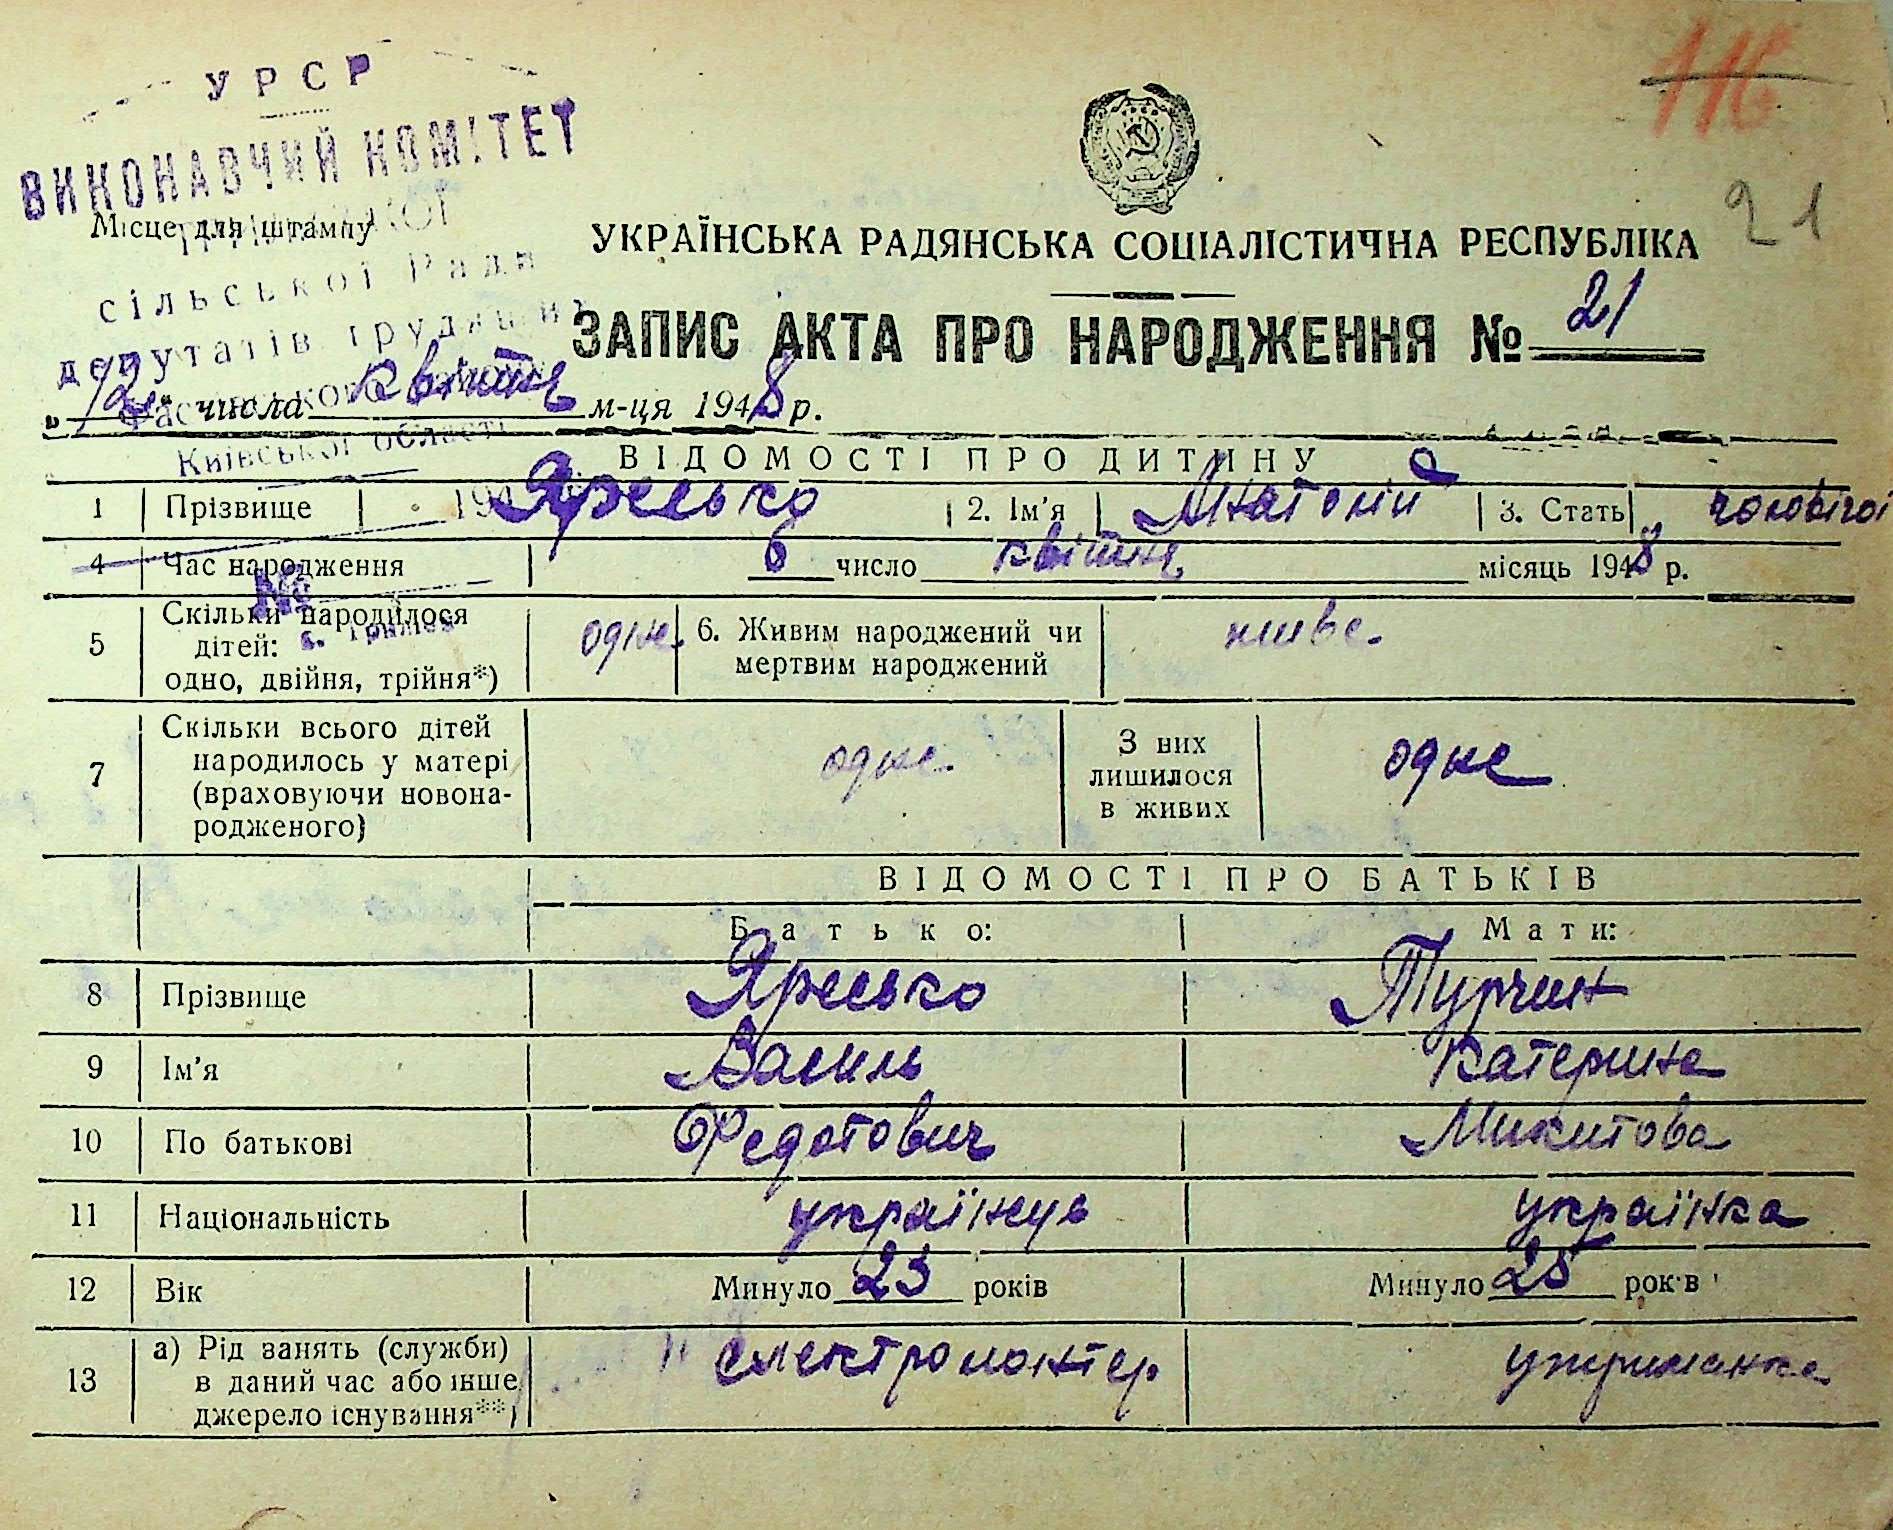 УРСР
ВИКОНАВЧИЙ КОМІТЕТ
116
21
Місце для штампу
сільської Ради
депутатів трудящих
Київської області
194
№
УКРАЇНСЬКА РАДЯНСЬКА СОЦІАЛІСТИЧНА РЕСПУБЛІКА
ЗАПИС АКТА ПРО НАРОДЖЕННЯ № 21
„12“ числа квітня м-ця 1948 р.
ВІДОМОСТІ ПРО ДИТИНУ
1 Прізвище Яресько 2. Ім'я Анатолій 3. Стать чоловічої
4 Час народження 6 число квітня місяць 1948 р.
5 Скільки народилося дітей: одно, двійня, трійня*) одне. 6. Живим народжений чи мертвим народжений живе.
7 Скільки всього дітей народилось у матері (враховуючи новонародженого) одне. З них лишилося в живих одне
ВІДОМОСТІ ПРО БАТЬКІВ
Батько: Мати:
8 Прізвище Яресько Турчин
9 Ім'я Василь Катерина
10 По батькові Федотович Микитова
11 Національність українець українка
12 Вік Минуло 23 років Минуло 25 років
13 а) Рід занять (служби) в даний час або інше джерело існування**) електромонтер утриманка